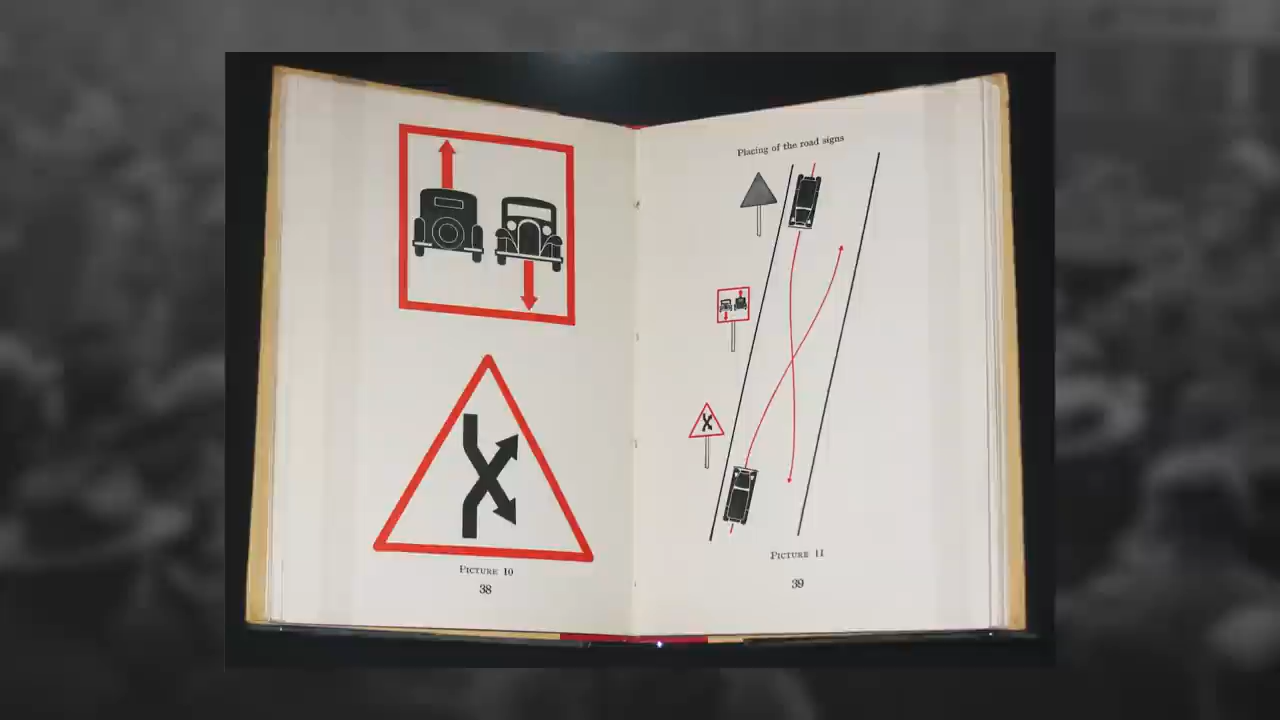 PICTURE 10
38
Placing of the road signs
PICTURE 11
39